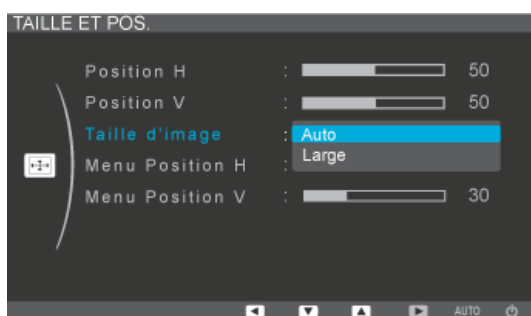 TAILLE ET POS.
Position H : 50
Position V : 50
Taille d'image : Auto
Large
Menu Position H :
Menu Position V : 30
AUTO